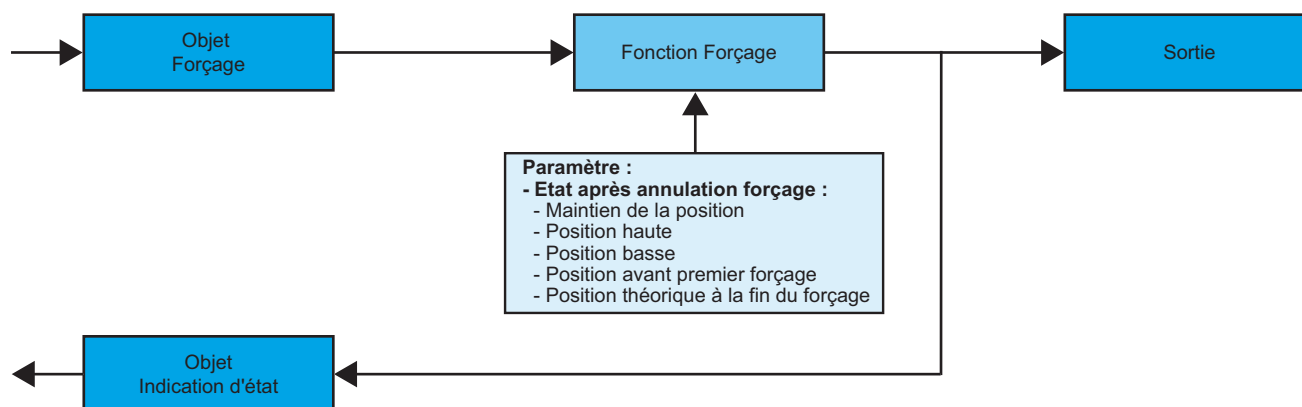 Objet
Forçage
Fonction Forçage
Sortie
Paramètre :
- Etat après annulation forçage :
- Maintien de la position
- Position haute
- Position basse
- Position avant premier forçage
- Position théorique à la fin du forçage
Objet
Indication d'état